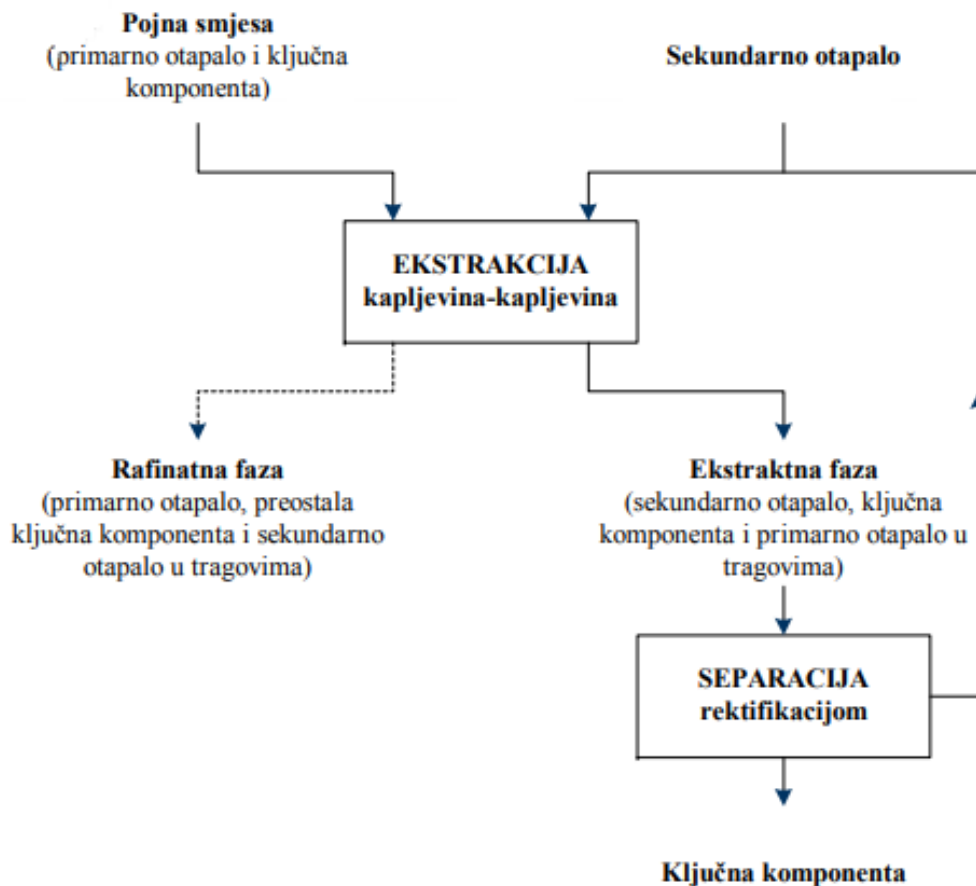 Pojna smjesa
(primarno otapalo i ključna
komponenta)
Sekundarno otapalo
EKSTRAKCIJA
kapljevina-kapljevina
Rafinatna faza
(primarno otapalo, preostala
ključna komponenta i sekundarno
otapalo u tragovima)
Ekstraktna faza
(sekundarno otapalo, ključna
komponenta i primarno otapalo u
tragovima)
SEPARACIJA
rektifikacijom
Ključna komponenta